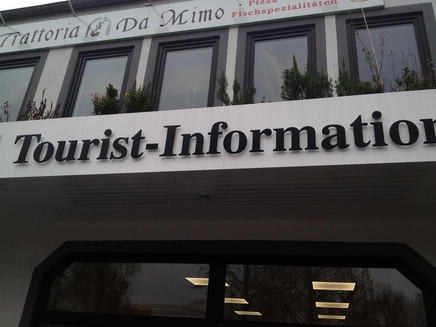 Trattoria Da Mimo
Pizza
Fischspezialitäten
Tourist-Information